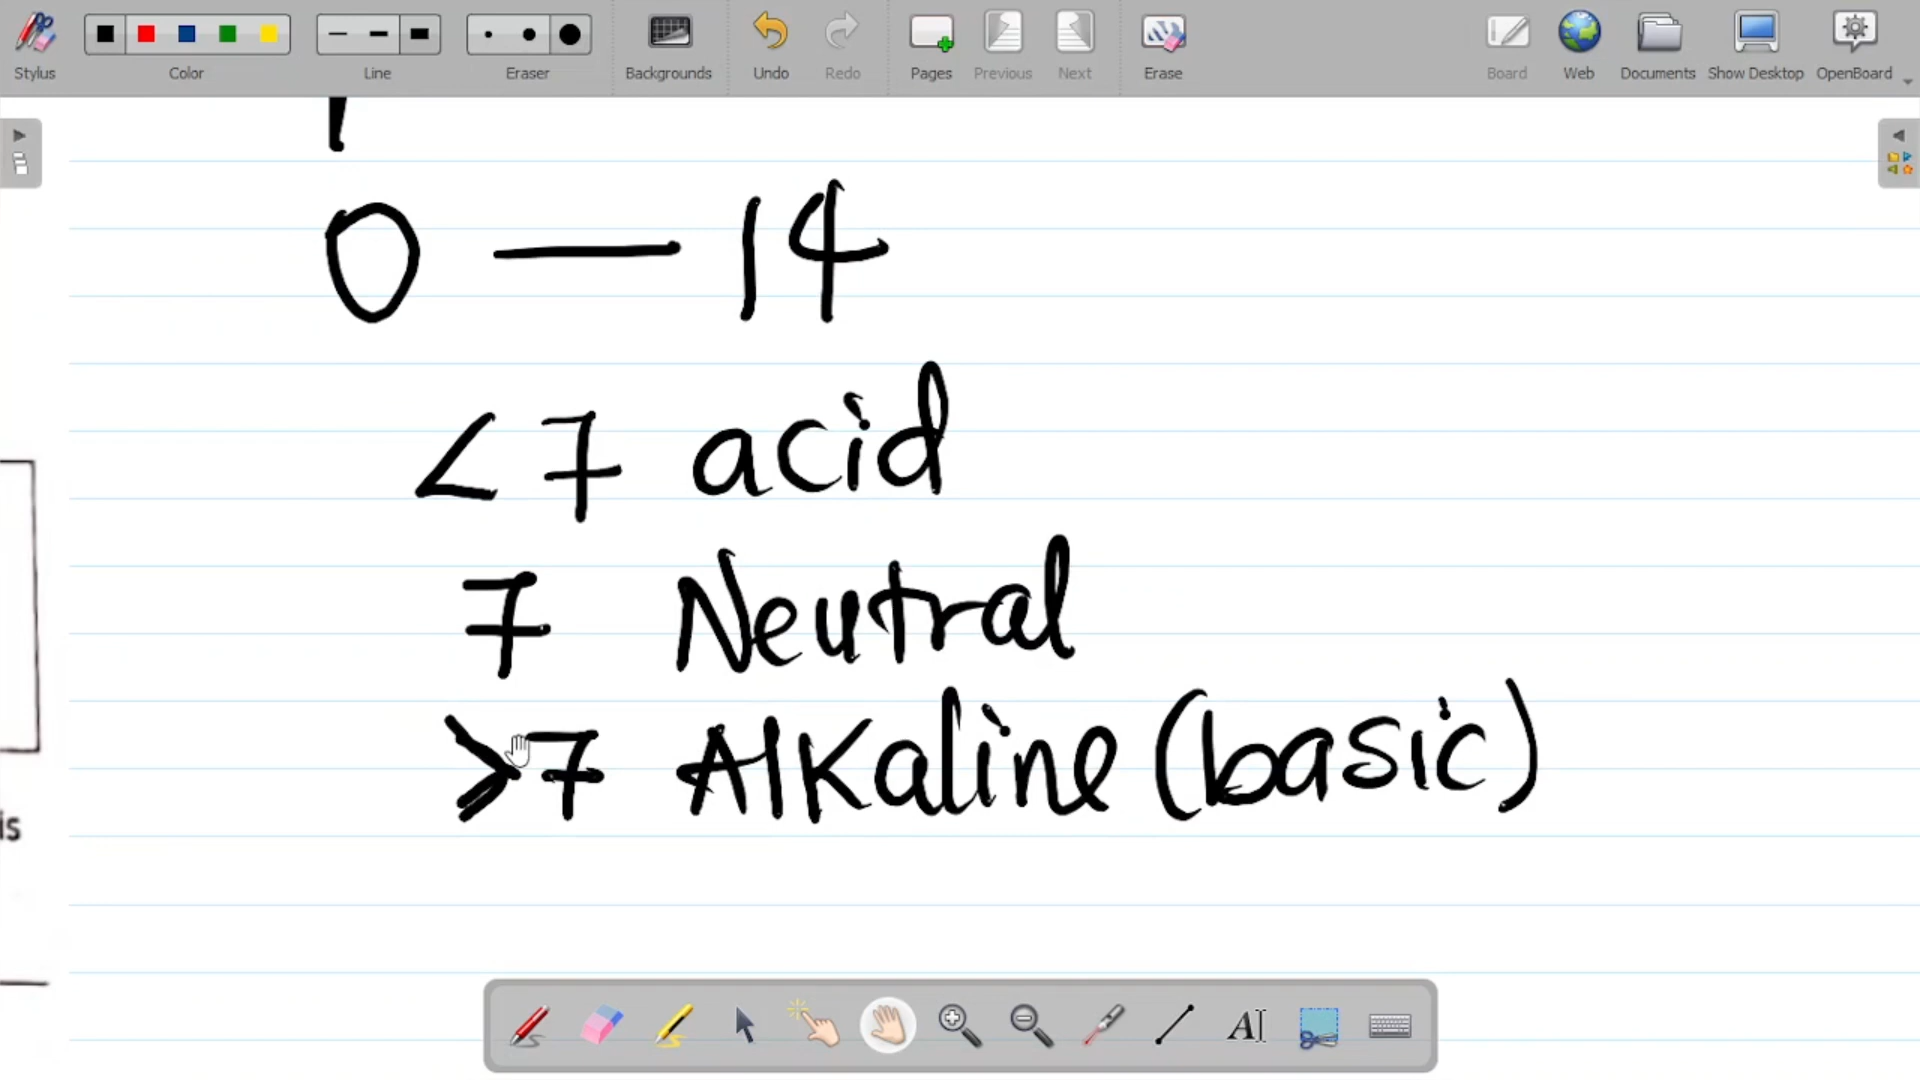 Stylus
Color
Line
Eraser
Backgrounds
Undo
Redo
Pages
Previous
Next
Erase
Board
Web
Documents
Show Desktop
OpenBoard
0 — 14
<7 acid
7 Neutral
>7 Alkaline (basic)
is